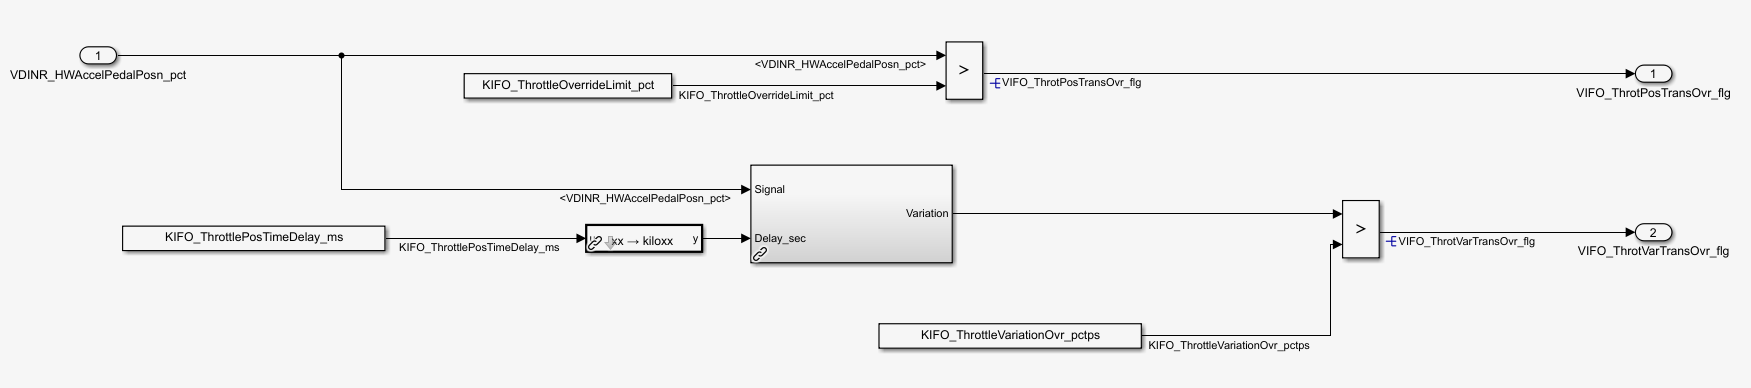 1
VDINR_HWAccelPedalPosn_pct
<VDINR_HWAccelPedalPosn_pct>
KIFO_ThrottleOverrideLimit_pct
KIFO_ThrottleOverrideLimit_pct
>
VIFO_ThrotPosTransOvr_flg
1
VIFO_ThrotPosTransOvr_flg
<VDINR_HWAccelPedalPosn_pct>
Signal
Variation
Delay_sec
KIFO_ThrottlePosTimeDelay_ms
KIFO_ThrottlePosTimeDelay_ms
xx → kiloxx
y
>
VIFO_ThrotVarTransOvr_flg
2
VIFO_ThrotVarTransOvr_flg
KIFO_ThrottleVariationOvr_pctps
KIFO_ThrottleVariationOvr_pctps